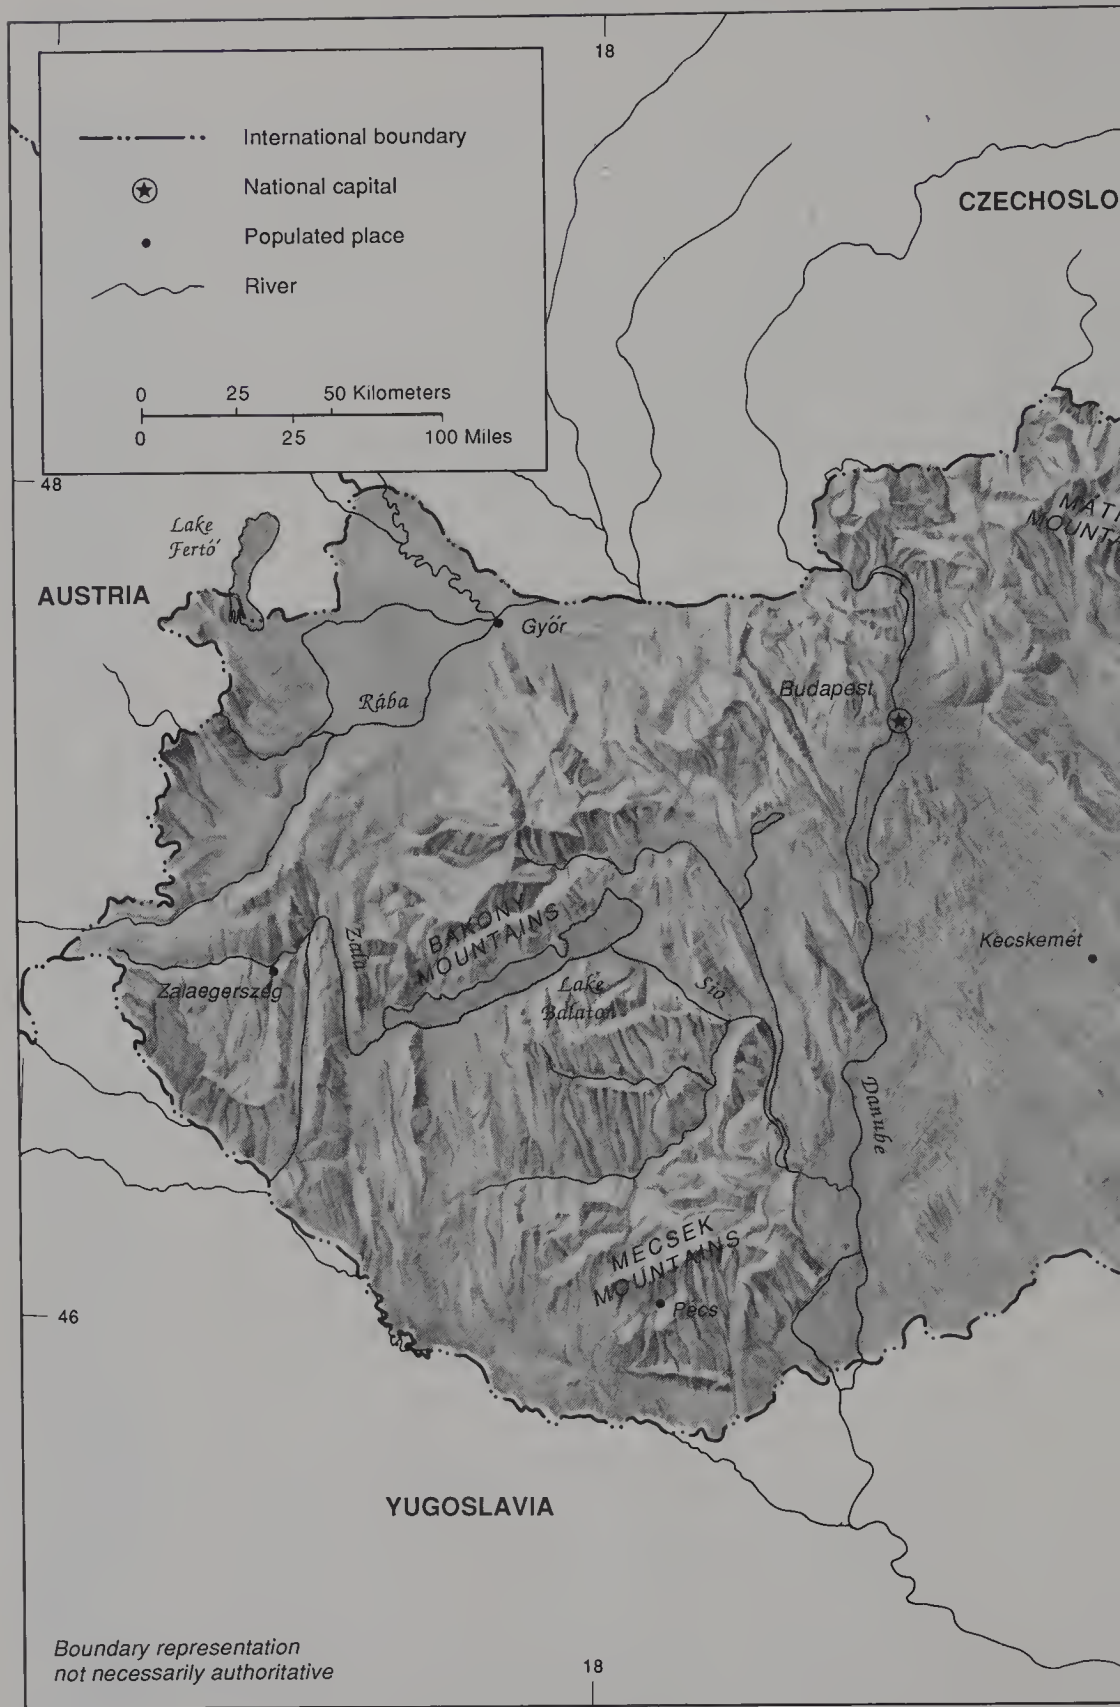 18
International boundary
National capital
Populated place
River
0 25 50 Kilometers
0 25 100 Miles
CZECHOSLO
48
Lake
Fertő
AUSTRIA
MÁT
MOUNTA
Győr
Rába
Budapest
BAKONY
MOUNTAINS
Zala
Kecskemét
Zalaegerszeg
Lake
Balaton
Sió
Danube
MECSEK
MOUNTAINS
Pécs
46
YUGOSLAVIA
Boundary representation
not necessarily authoritative
18